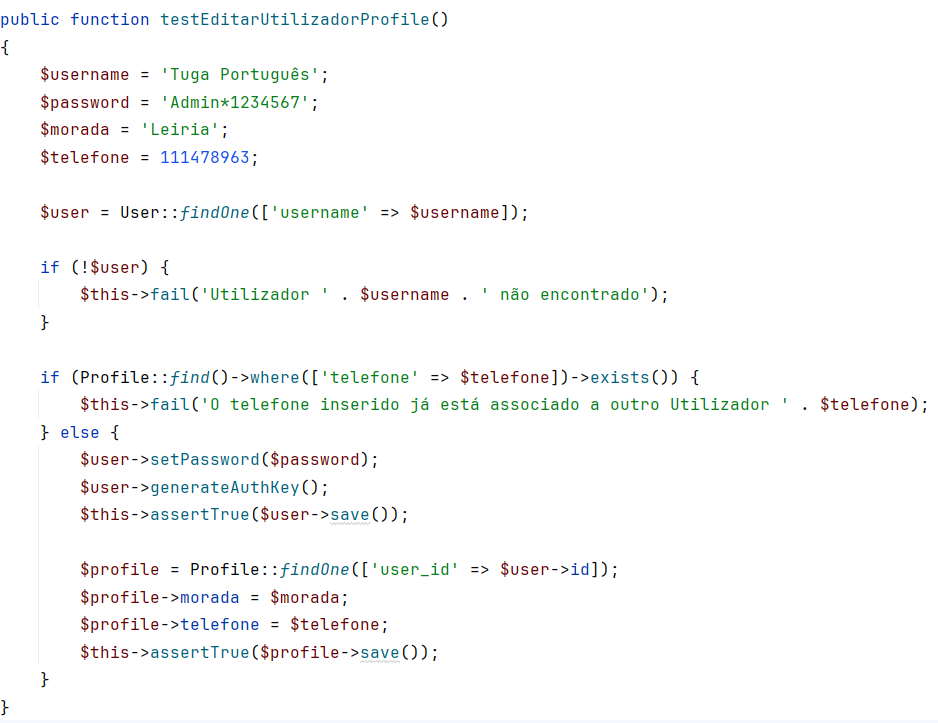 public function testEditarUtilizadorProfile()
{
    $username = 'Tuga Português';
    $password = 'Admin*1234567';
    $morada = 'Leiria';
    $telefone = 111478963;

    $user = User::findOne(['username' => $username]);

    if (!$user) {
        $this->fail('Utilizador ' . $username . ' não encontrado');
    }

    if (Profile::find()->where(['telefone' => $telefone])->exists()) {
        $this->fail('O telefone inserido já está associado a outro Utilizador ' . $telefone);
    } else {
        $user->setPassword($password);
        $user->generateAuthKey();
        $this->assertTrue($user->save());

        $profile = Profile::findOne(['user_id' => $user->id]);
        $profile->morada = $morada;
        $profile->telefone = $telefone;
        $this->assertTrue($profile->save());
    }
}